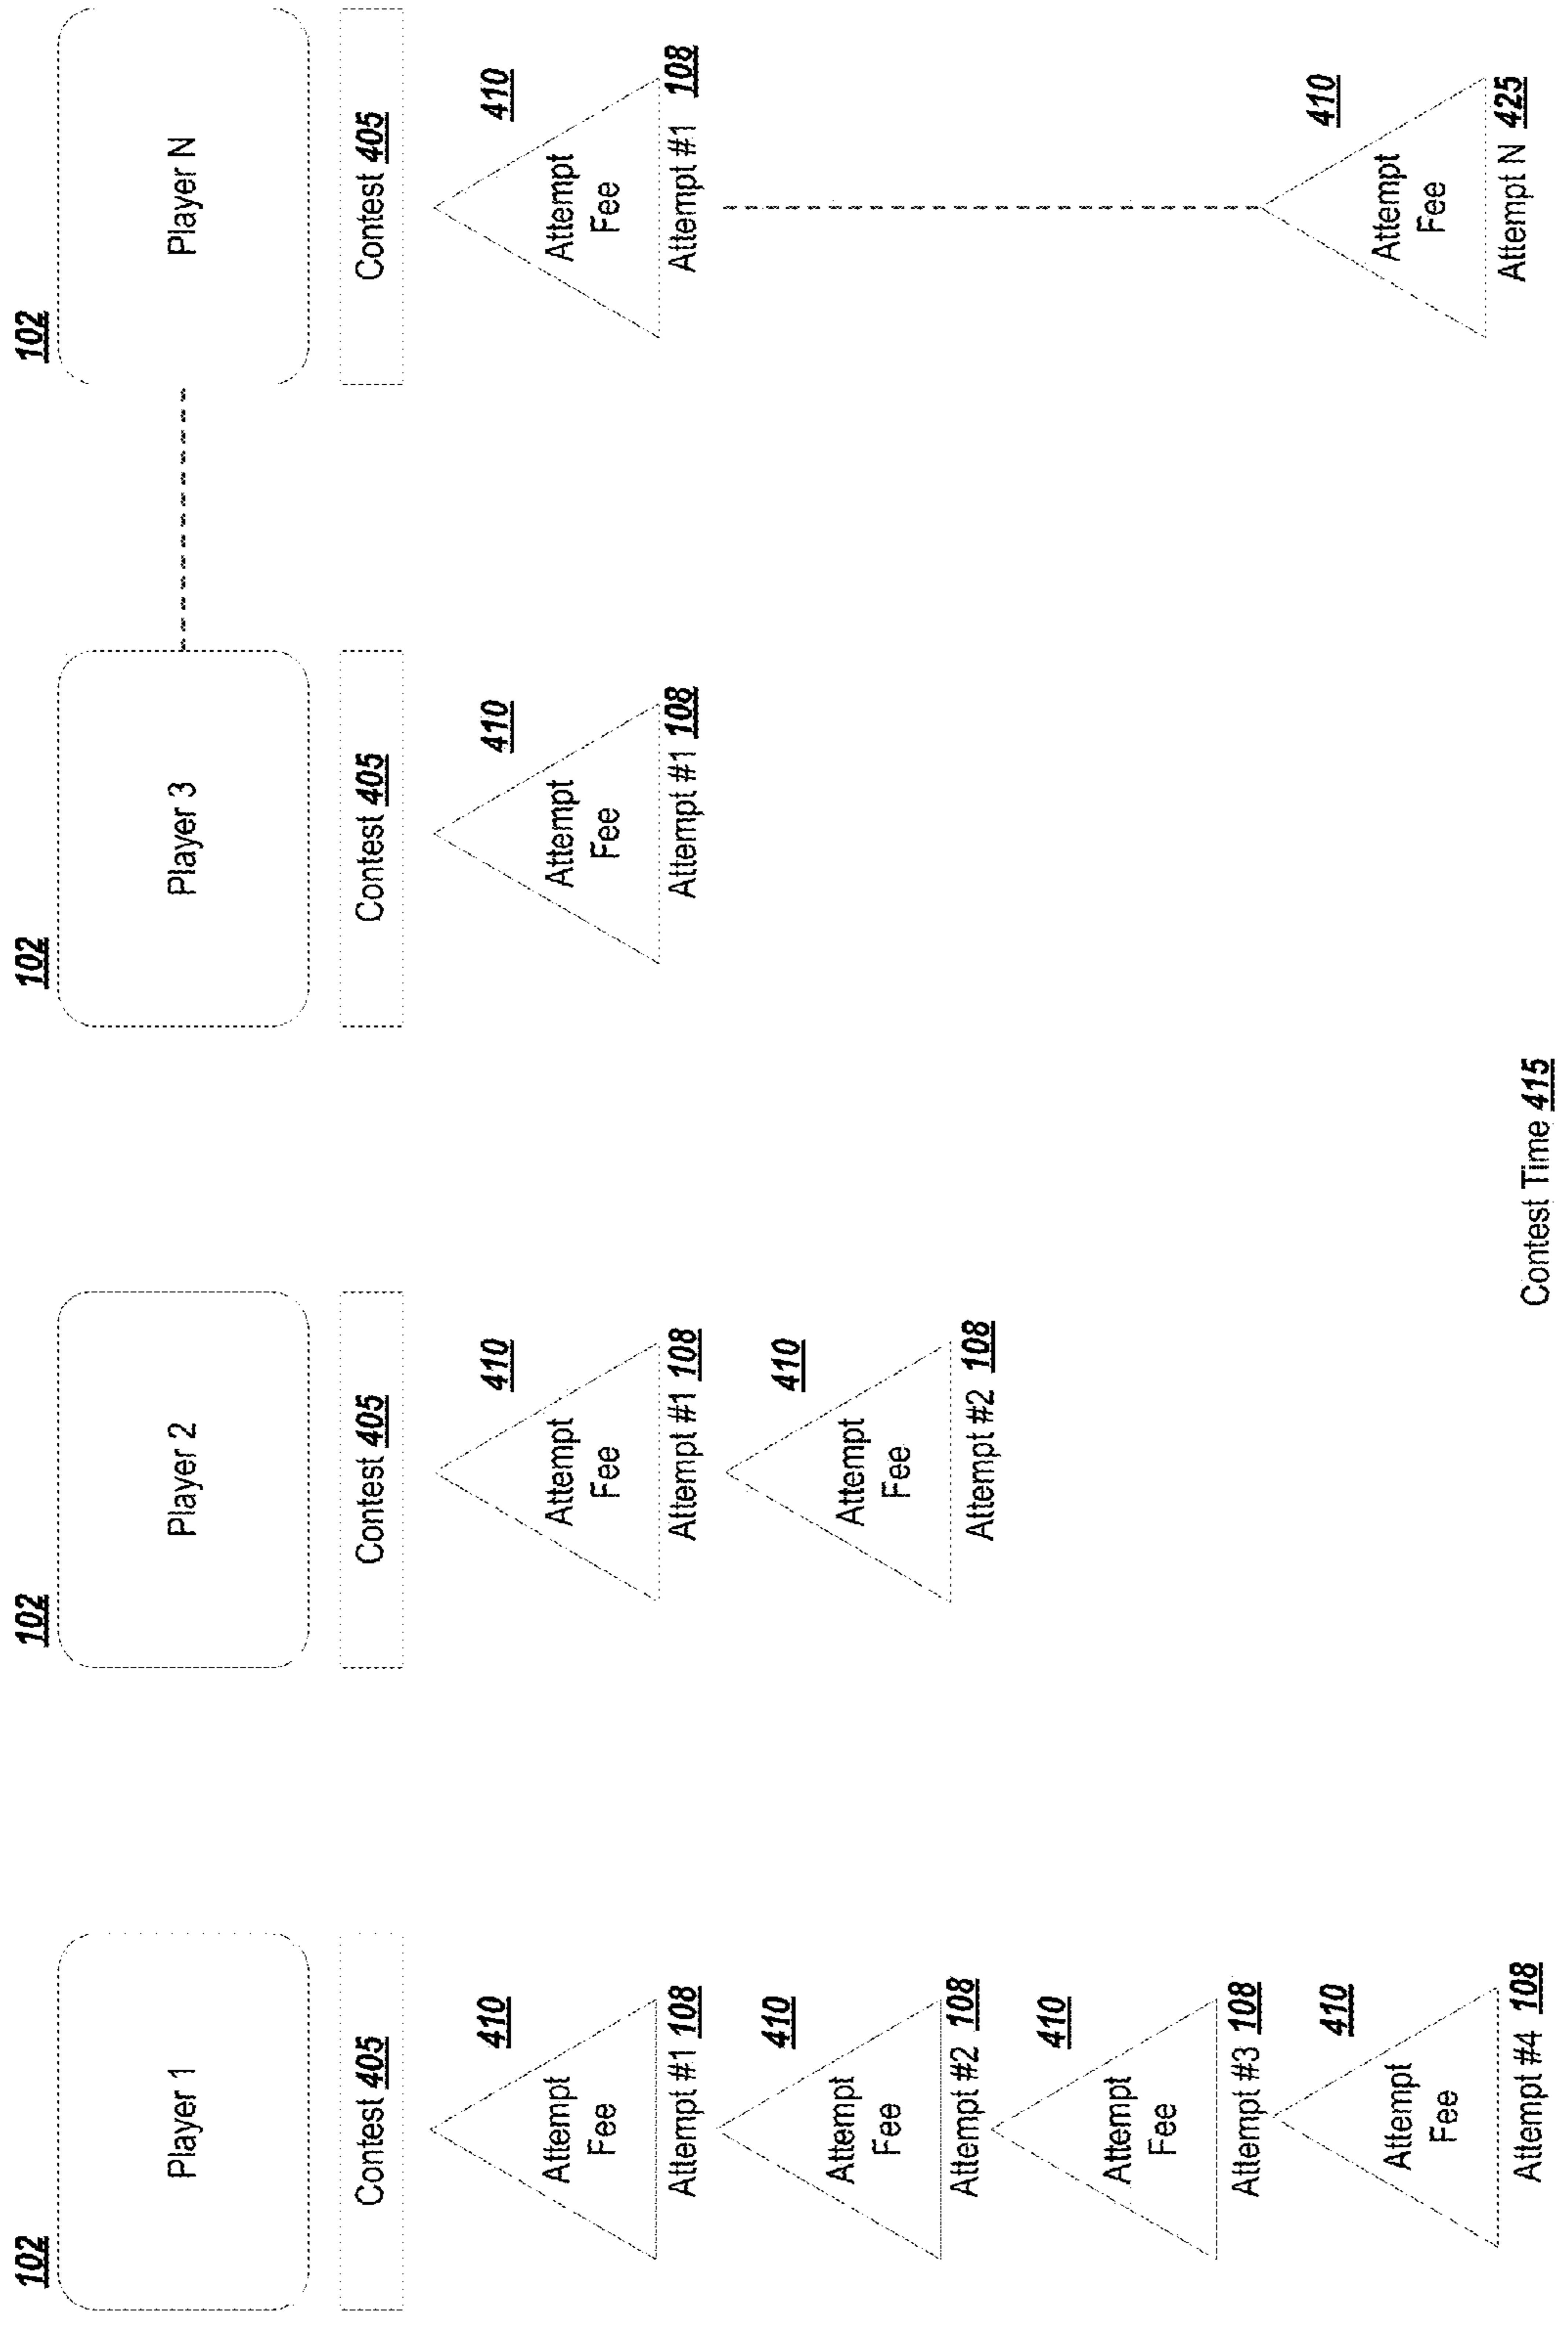 102
Player 1
Contest 405
410
Attempt
Fee
Attempt #1 108
410
Attempt
Fee
Attempt #2 108
410
Attempt
Fee
Attempt #3 108
410
Attempt
Fee
Attempt #4 108
102
Player 2
Contest 405
410
Attempt
Fee
Attempt #1 108
410
Attempt
Fee
Attempt #2 108
102
Player 3
Contest 405
410
Attempt
Fee
Attempt #1 108
102
Player N
Contest 405
410
Attempt
Fee
Attempt #1 108
410
Attempt
Fee
Attempt N 425
Contest Time 415